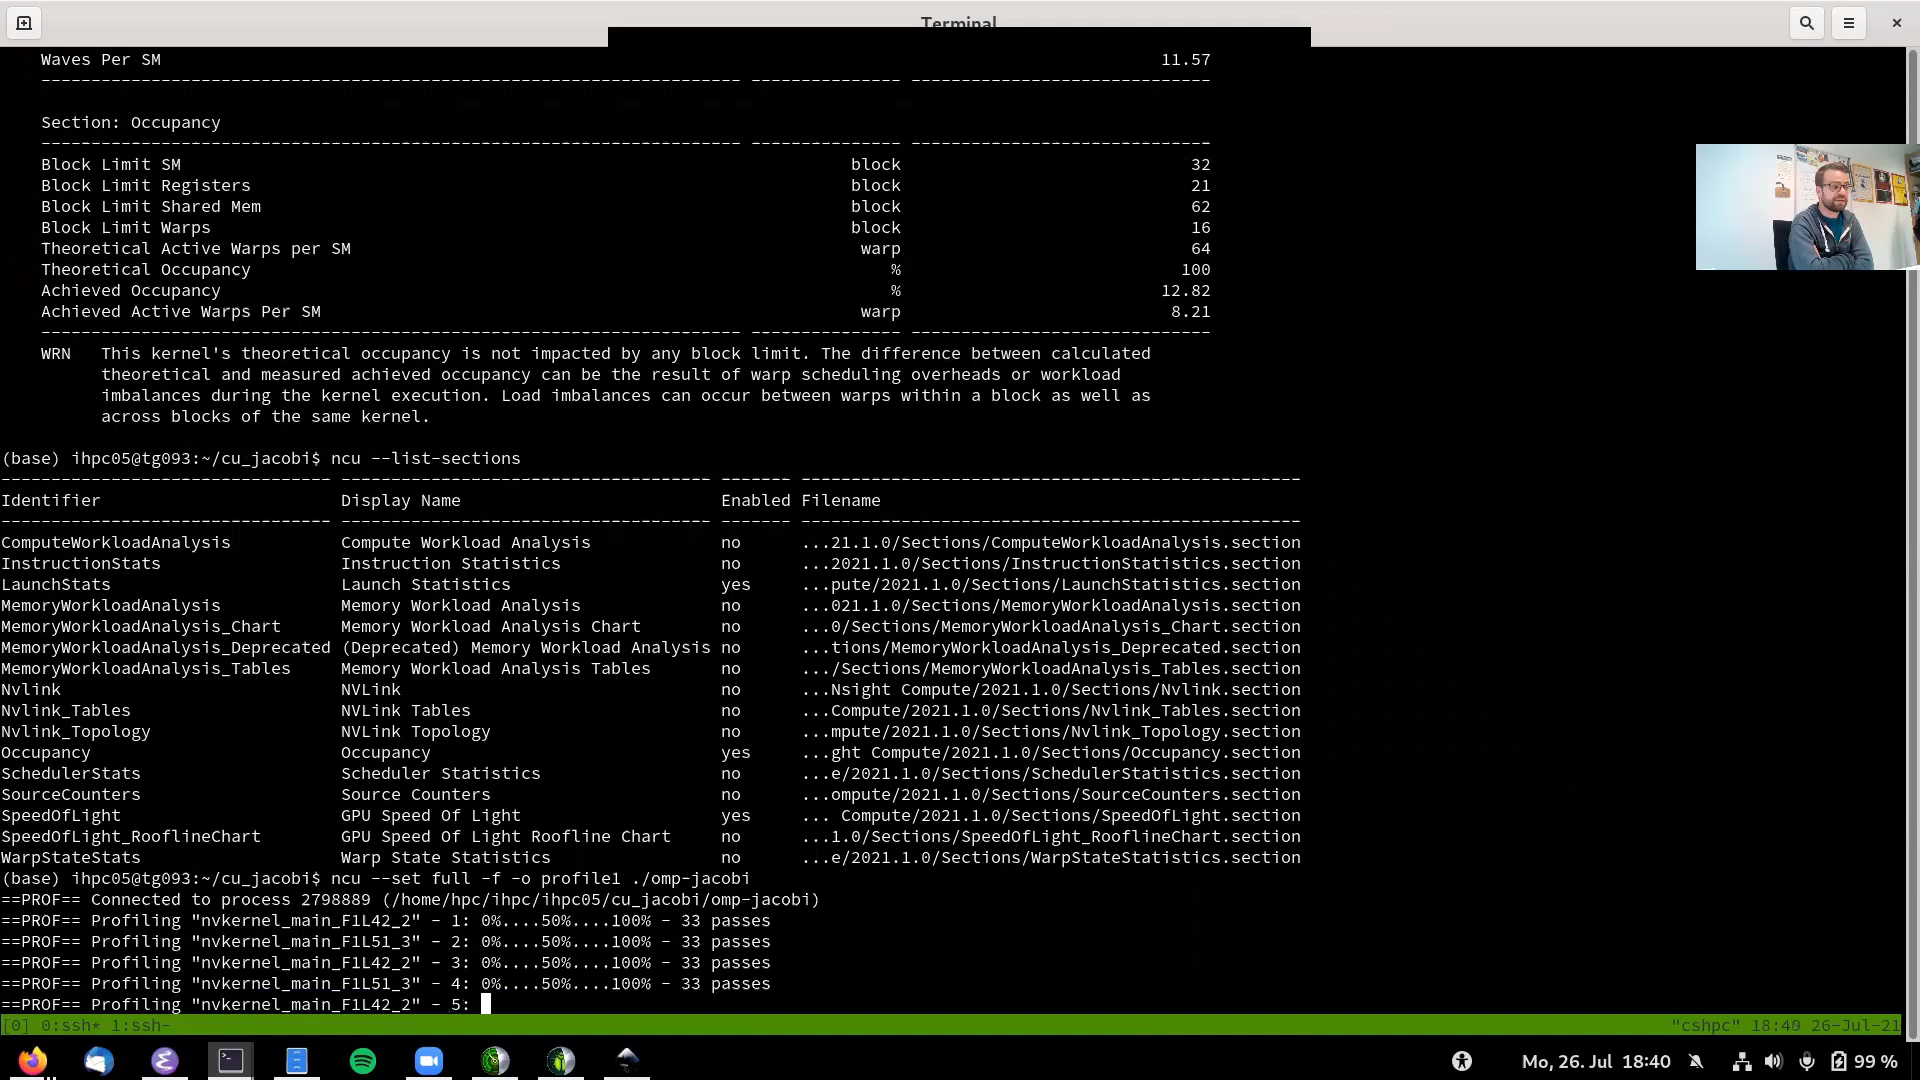 Terminal
Waves Per SM 11.57
---------------------------------------------------------------------- --------------- ------------------------------
Section: Occupancy
---------------------------------------------------------------------- --------------- ------------------------------
Block Limit SM block 32
Block Limit Registers block 21
Block Limit Shared Mem block 62
Block Limit Warps block 16
Theoretical Active Warps per SM warp 64
Theoretical Occupancy % 100
Achieved Occupancy % 12.82
Achieved Active Warps Per SM warp 8.21
---------------------------------------------------------------------- --------------- ------------------------------
WRN This kernel's theoretical occupancy is not impacted by any block limit. The difference between calculated
theoretical and measured achieved occupancy can be the result of warp scheduling overheads or workload
imbalances during the kernel execution. Load imbalances can occur between warps within a block as well as
across blocks of the same kernel.
(base) ihpc05@tg093:~/cu_jacobi$ ncu --list-sections
--------------------------------- ------------------------------------- ------- --------------------------------------------------
Identifier Display Name Enabled Filename
--------------------------------- ------------------------------------- ------- --------------------------------------------------
ComputeWorkloadAnalysis Compute Workload Analysis no ...21.1.0/Sections/ComputeWorkloadAnalysis.section
InstructionStats Instruction Statistics no ...2021.1.0/Sections/InstructionStatistics.section
LaunchStats Launch Statistics yes ...pute/2021.1.0/Sections/LaunchStatistics.section
MemoryWorkloadAnalysis Memory Workload Analysis no ...021.1.0/Sections/MemoryWorkloadAnalysis.section
MemoryWorkloadAnalysis_Chart Memory Workload Analysis Chart no ...0/Sections/MemoryWorkloadAnalysis_Chart.section
MemoryWorkloadAnalysis_Deprecated (Deprecated) Memory Workload Analysis no ...tions/MemoryWorkloadAnalysis_Deprecated.section
MemoryWorkloadAnalysis_Tables Memory Workload Analysis Tables no .../Sections/MemoryWorkloadAnalysis_Tables.section
Nvlink NVLink no ...Nsight Compute/2021.1.0/Sections/Nvlink.section
Nvlink_Tables NVLink Tables no ...Compute/2021.1.0/Sections/Nvlink_Tables.section
Nvlink_Topology NVLink Topology no ...mpute/2021.1.0/Sections/Nvlink_Topology.section
Occupancy Occupancy yes ...ght Compute/2021.1.0/Sections/Occupancy.section
SchedulerStats Scheduler Statistics no ...e/2021.1.0/Sections/SchedulerStatistics.section
SourceCounters Source Counters no ...ompute/2021.1.0/Sections/SourceCounters.section
SpeedOfLight GPU Speed Of Light yes ... Compute/2021.1.0/Sections/SpeedOfLight.section
SpeedOfLight_RooflineChart GPU Speed Of Light Roofline Chart no ...1.0/Sections/SpeedOfLight_RooflineChart.section
WarpStateStats Warp State Statistics no ...e/2021.1.0/Sections/WarpStateStatistics.section
(base) ihpc05@tg093:~/cu_jacobi$ ncu --set full -f -o profile1 ./omp-jacobi
==PROF== Connected to process 2798889 (/home/hpc/ihpc/ihpc05/cu_jacobi/omp-jacobi)
==PROF== Profiling "nvkernel_main_F1L42_2" - 1: 0%....50%....100% - 33 passes
==PROF== Profiling "nvkernel_main_F1L51_3" - 2: 0%....50%....100% - 33 passes
==PROF== Profiling "nvkernel_main_F1L42_2" - 3: 0%....50%....100% - 33 passes
==PROF== Profiling "nvkernel_main_F1L51_3" - 4: 0%....50%....100% - 33 passes
==PROF== Profiling "nvkernel_main_F1L42_2" - 5:
[0] 0:ssh* 1:ssh- "cshpc" 18:40 26-Jul-21
Mo, 26. Jul 18:40 99 %